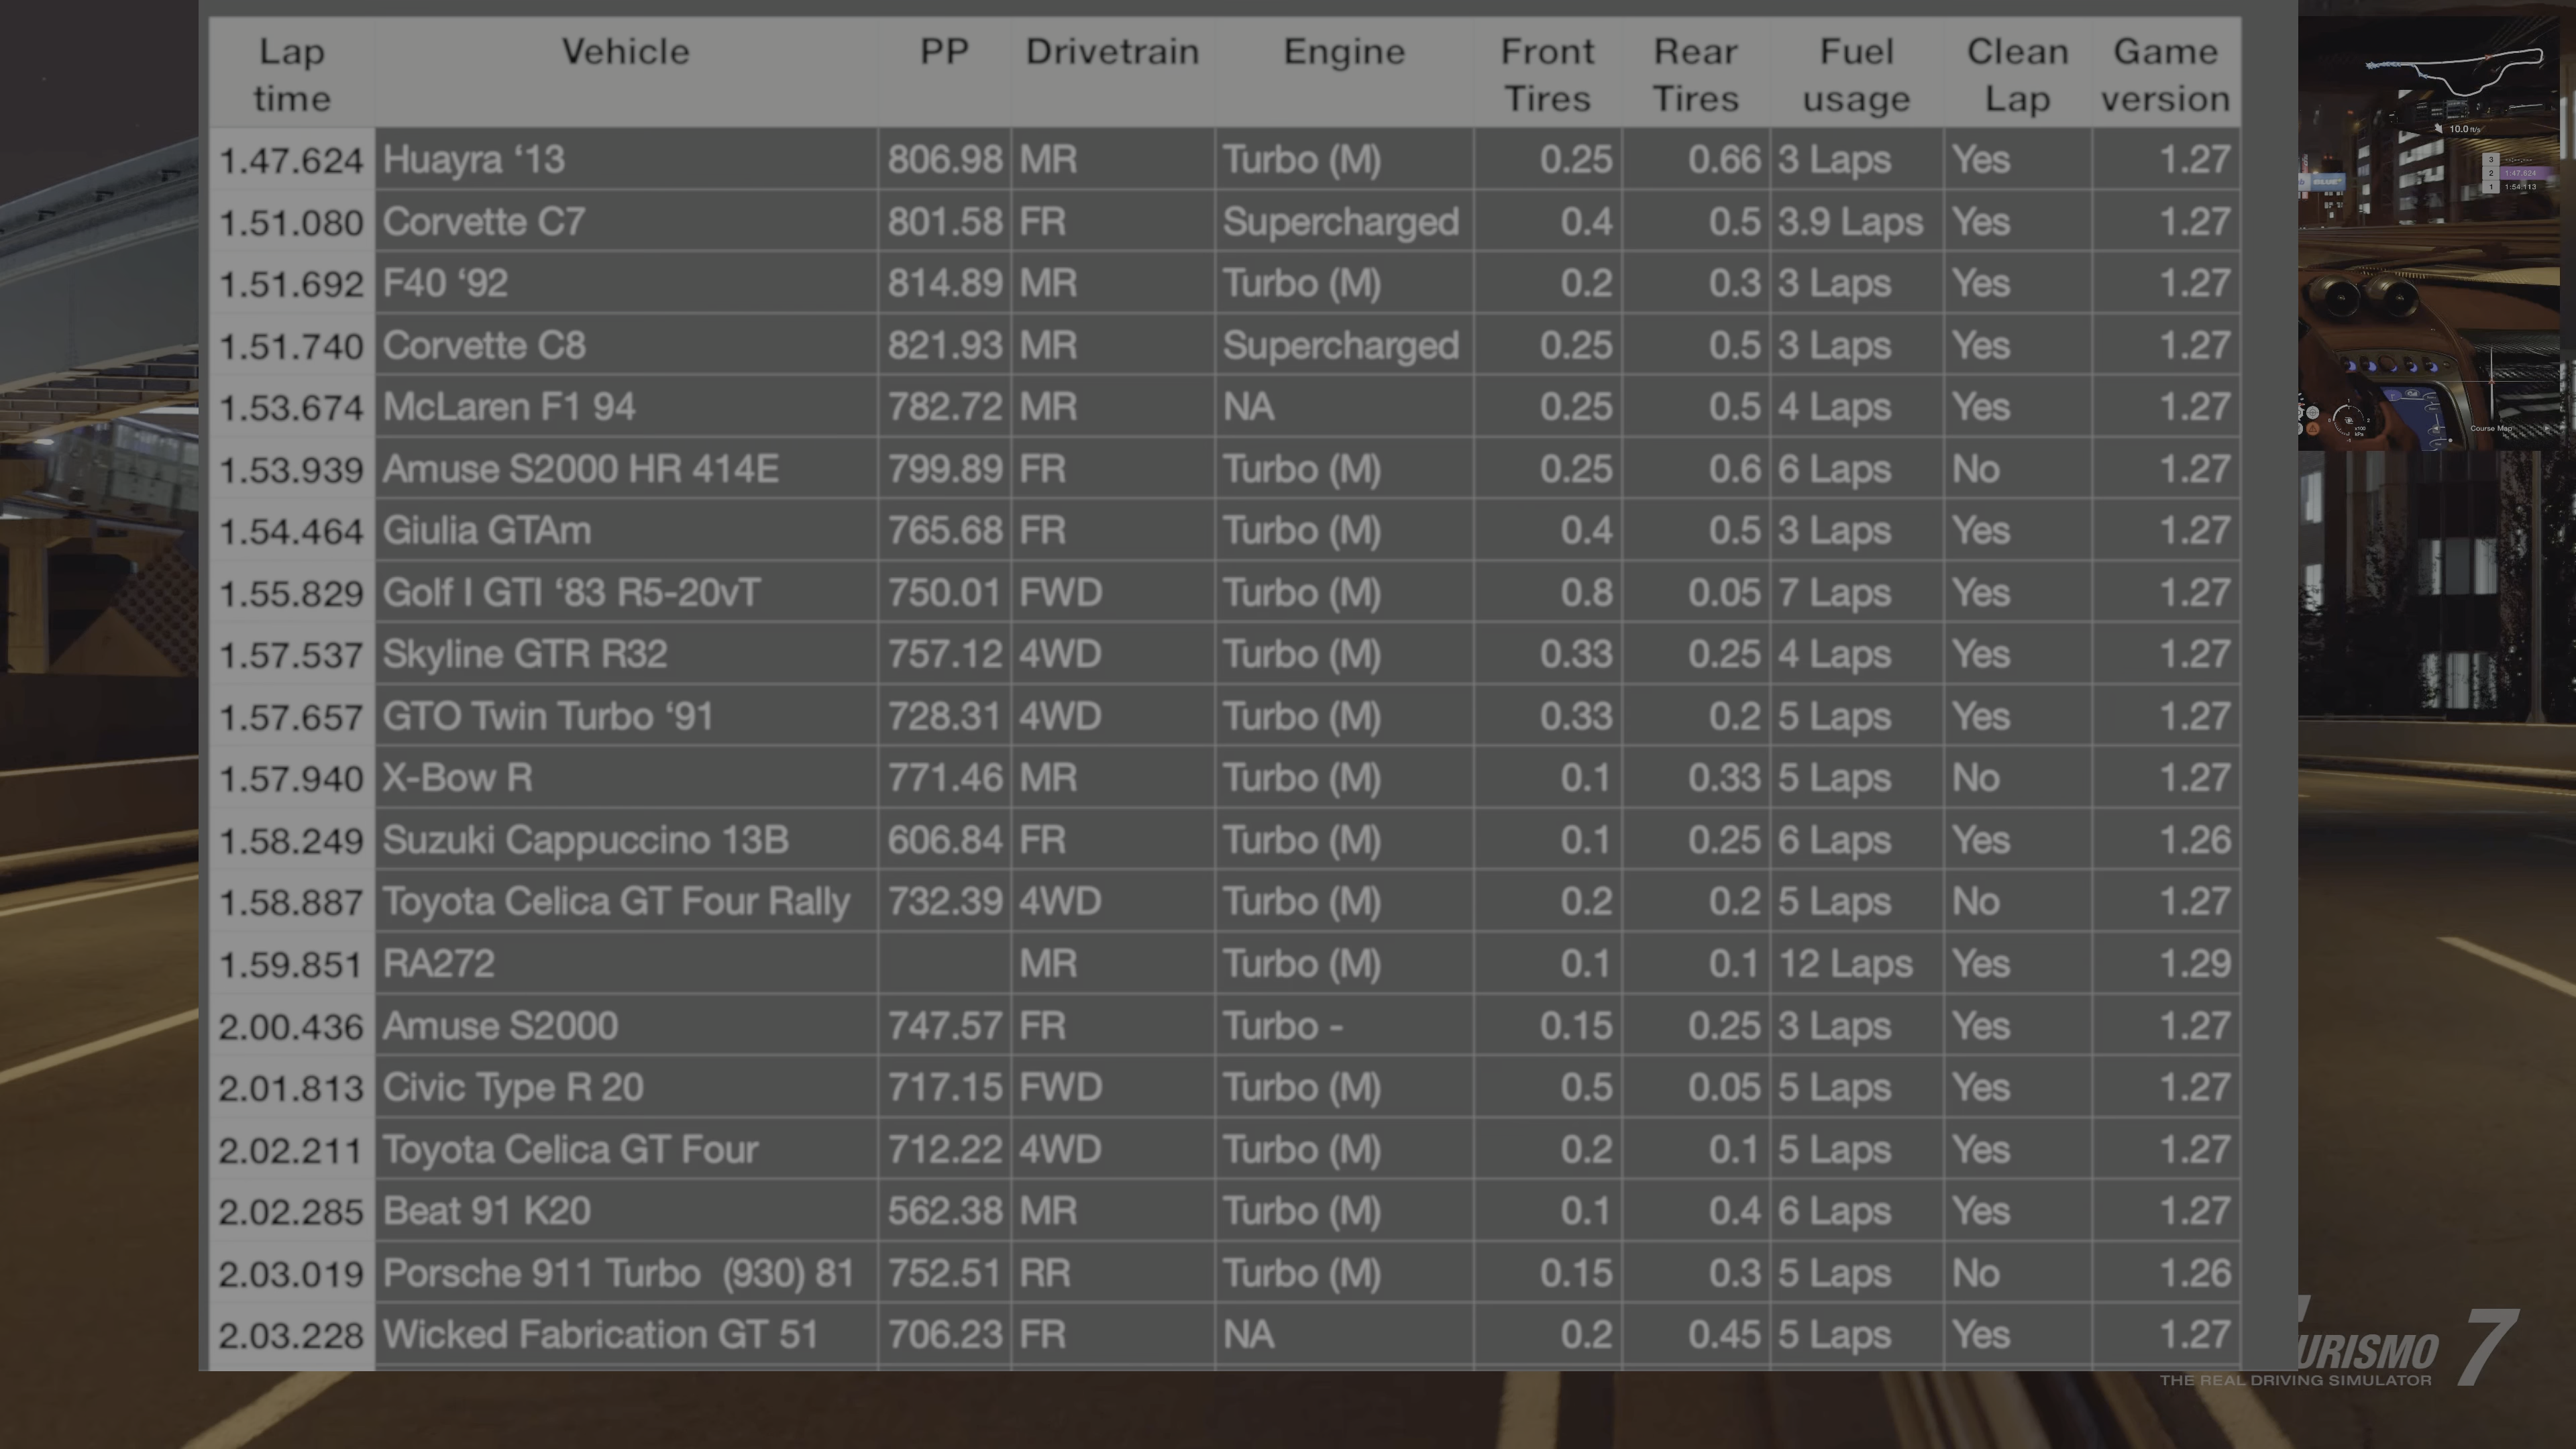 Lap time Vehicle PP Drivetrain Engine Front Tires Rear Tires Fuel usage Clean Lap Game version
1.47.624 Huayra ‘13 806.98 MR Turbo (M) 0.25 0.66 3 Laps Yes 1.27
1.51.080 Corvette C7 801.58 FR Supercharged 0.4 0.5 3.9 Laps Yes 1.27
1.51.692 F40 ‘92 814.89 MR Turbo (M) 0.2 0.3 3 Laps Yes 1.27
1.51.740 Corvette C8 821.93 MR Supercharged 0.25 0.5 3 Laps Yes 1.27
1.53.674 McLaren F1 94 782.72 MR NA 0.25 0.5 4 Laps Yes 1.27
1.53.939 Amuse S2000 HR 414E 799.89 FR Turbo (M) 0.25 0.6 6 Laps No 1.27
1.54.464 Giulia GTAm 765.68 FR Turbo (M) 0.4 0.5 3 Laps Yes 1.27
1.55.829 Golf I GTI ‘83 R5-20vT 750.01 FWD Turbo (M) 0.8 0.05 7 Laps Yes 1.27
1.57.537 Skyline GTR R32 757.12 4WD Turbo (M) 0.33 0.25 4 Laps Yes 1.27
1.57.657 GTO Twin Turbo ‘91 728.31 4WD Turbo (M) 0.33 0.2 5 Laps Yes 1.27
1.57.940 X-Bow R 771.46 MR Turbo (M) 0.1 0.33 5 Laps No 1.27
1.58.249 Suzuki Cappuccino 13B 606.84 FR Turbo (M) 0.1 0.25 6 Laps Yes 1.26
1.58.887 Toyota Celica GT Four Rally 732.39 4WD Turbo (M) 0.2 0.2 5 Laps No 1.27
1.59.851 RA272 MR Turbo (M) 0.1 0.1 12 Laps Yes 1.29
2.00.436 Amuse S2000 747.57 FR Turbo - 0.15 0.25 3 Laps Yes 1.27
2.01.813 Civic Type R 20 717.15 FWD Turbo (M) 0.5 0.05 5 Laps Yes 1.27
2.02.211 Toyota Celica GT Four 712.22 4WD Turbo (M) 0.2 0.1 5 Laps Yes 1.27
2.02.285 Beat 91 K20 562.38 MR Turbo (M) 0.1 0.4 6 Laps Yes 1.27
2.03.019 Porsche 911 Turbo (930) 81 752.51 RR Turbo (M) 0.15 0.3 5 Laps No 1.26
2.03.228 Wicked Fabrication GT 51 706.23 FR NA 0.2 0.45 5 Laps Yes 1.27
10.0 ft/s
3 --:--.---
2 1:47.624
1 1:54.113
BLUE
Course Map
URISMO 7
THE REAL DRIVING SIMULATOR